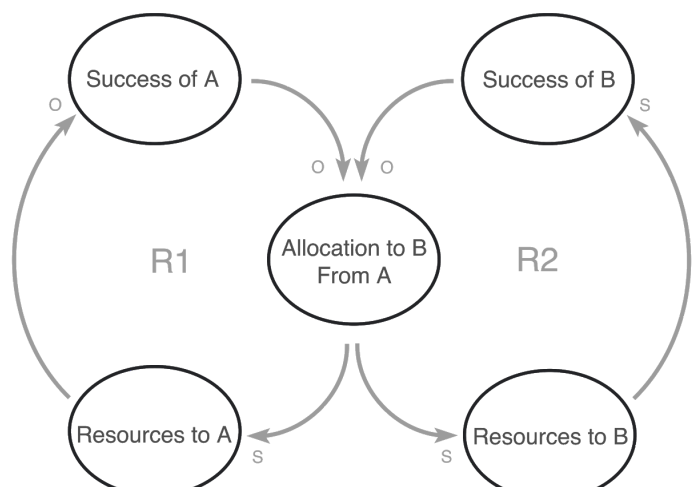 Success of A
Success of B
O
S
O
O
Allocation to B
From A
R1
R2
Resources to A
Resources to B
S
S